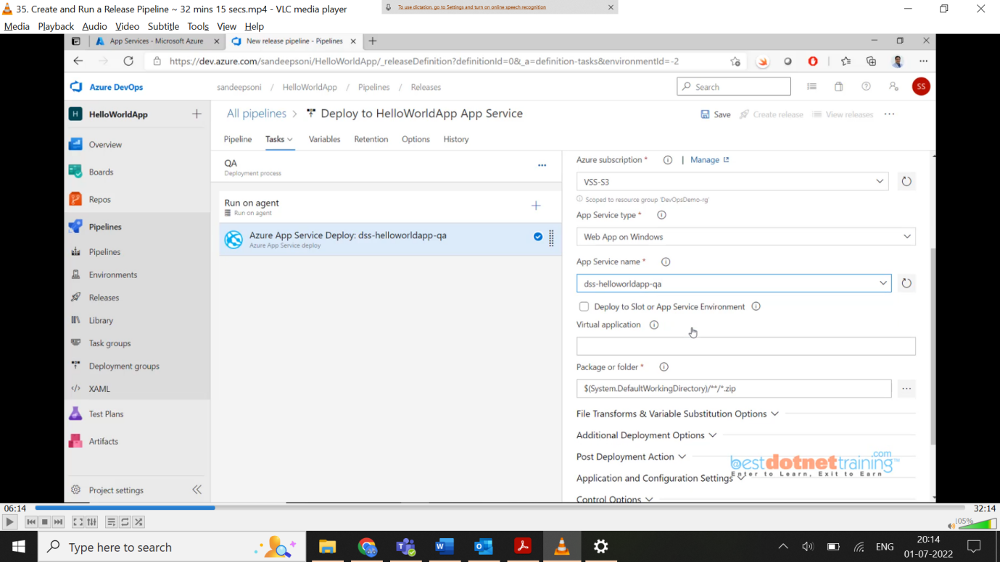 35. Create and Run a Release Pipeline ~ 32 mins 15 secs.mp4 - VLC media player
To use dictation, go to Settings and turn on online speech recognition
Media Playback Audio Video Subtitle Tools View Help
App Services - Microsoft Azure
New release pipeline - Pipelines
https://dev.azure.com/sandeepsoni/HelloWorldApp/_releaseDefinition?definitionId=0&_a=definition-tasks&environmentId=-2
Azure DevOps
sandeepsoni / HelloWorldApp / Pipelines / Releases
Search
SS
H HelloWorldApp
Overview
Boards
Repos
Pipelines
Pipelines
Environments
Releases
Library
Task groups
Deployment groups
XAML
Test Plans
Artifacts
Project settings
All pipelines > Deploy to HelloWorldApp App Service
Save Create release View releases ...
Pipeline Tasks Variables Retention Options History
QA
Deployment process
Run on agent
Run on agent
Azure App Service Deploy: dss-helloworldapp-qa
Azure App Service deploy
Azure subscription * | Manage
VSS-S3
Scoped to resource group 'DevOpsDemo-rg'
App Service type *
Web App on Windows
App Service name *
dss-helloworldapp-qa
Deploy to Slot or App Service Environment
Virtual application
Package or folder *
$(System.DefaultWorkingDirectory)/**/*.zip
File Transforms & Variable Substitution Options
Additional Deployment Options
Post Deployment Action
Application and Configuration Settings
Control Options
@bestdotnettraining.com™
Enter to Learn, Exit to Earn
06:14
32:14
105%
Type here to search
ENG
20:14
01-07-2022